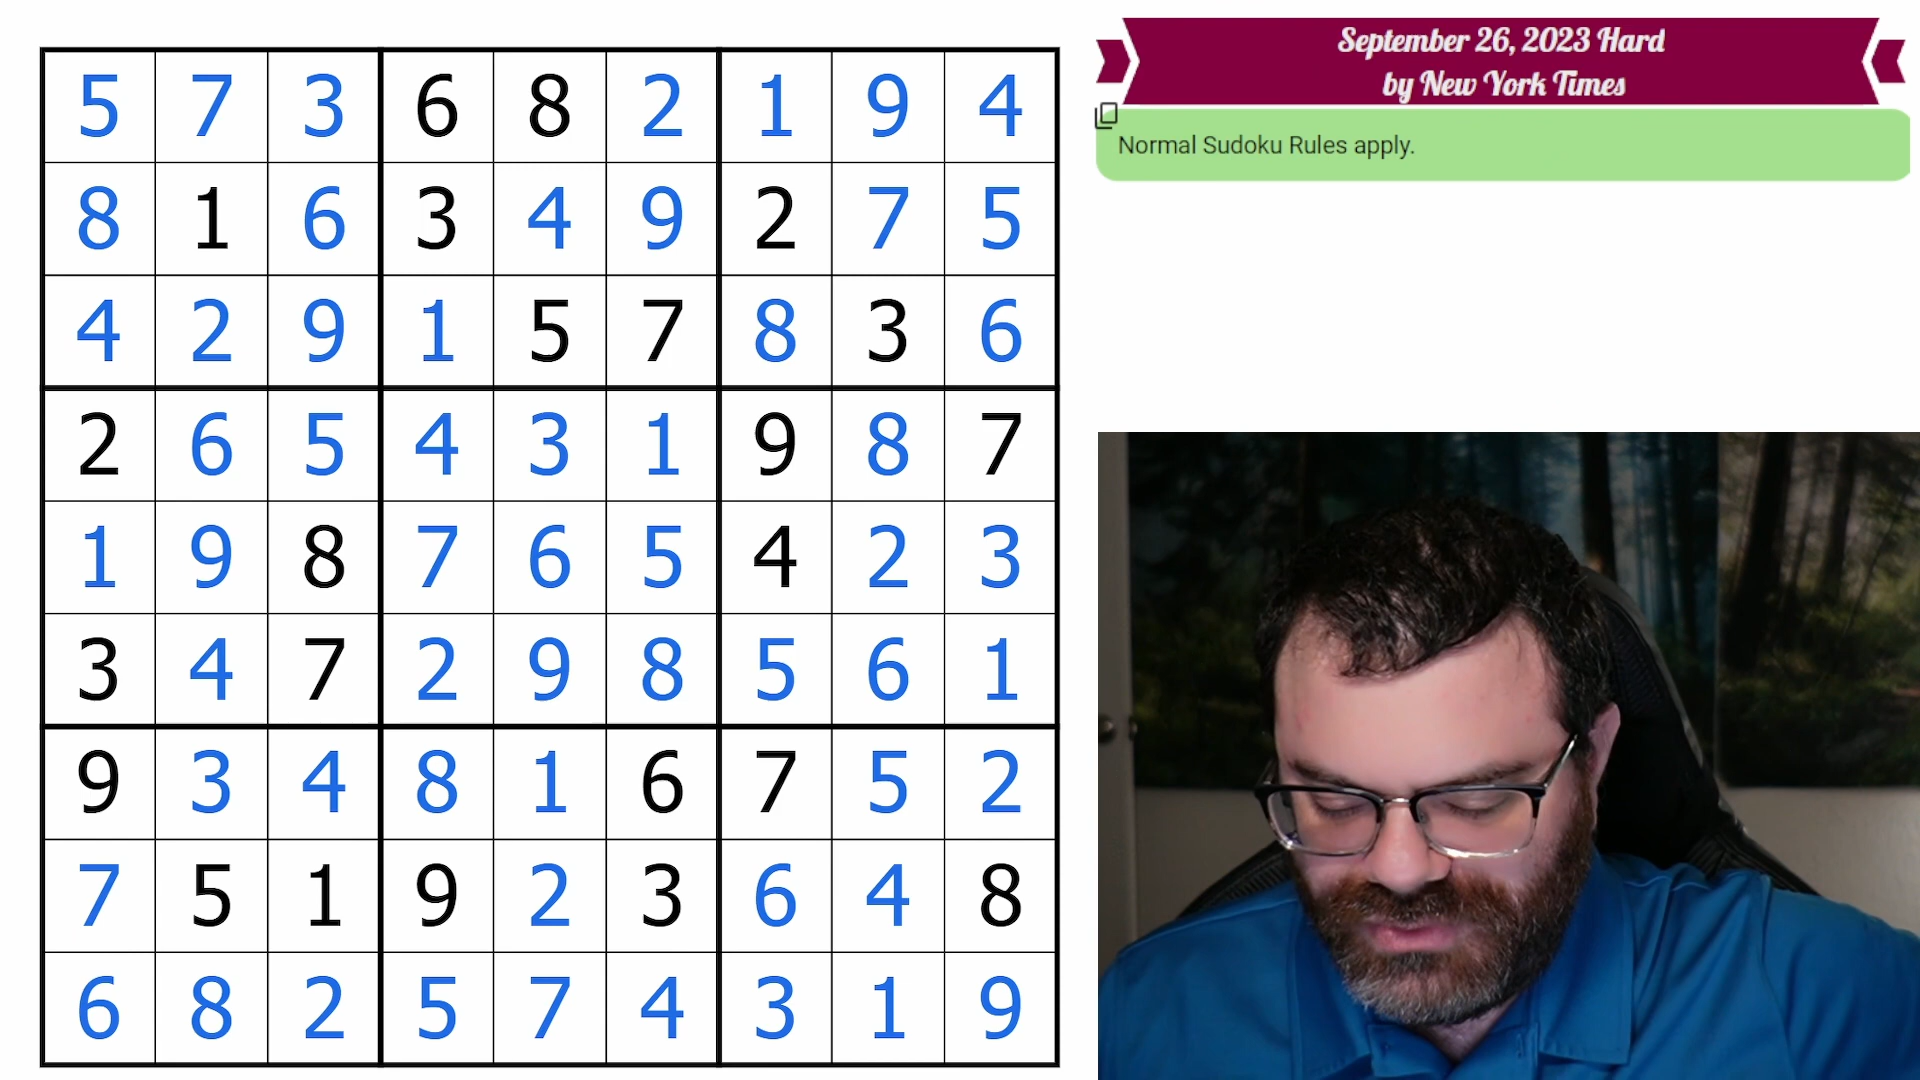 September 26, 2023 Hard
by New York Times
Normal Sudoku Rules apply.
5 7 3 6 8 2 1 9 4
8 1 6 3 4 9 2 7 5
4 2 9 1 5 7 8 3 6
2 6 5 4 3 1 9 8 7
1 9 8 7 6 5 4 2 3
3 4 7 2 9 8 5 6 1
9 3 4 8 1 6 7 5 2
7 5 1 9 2 3 6 4 8
6 8 2 5 7 4 3 1 9